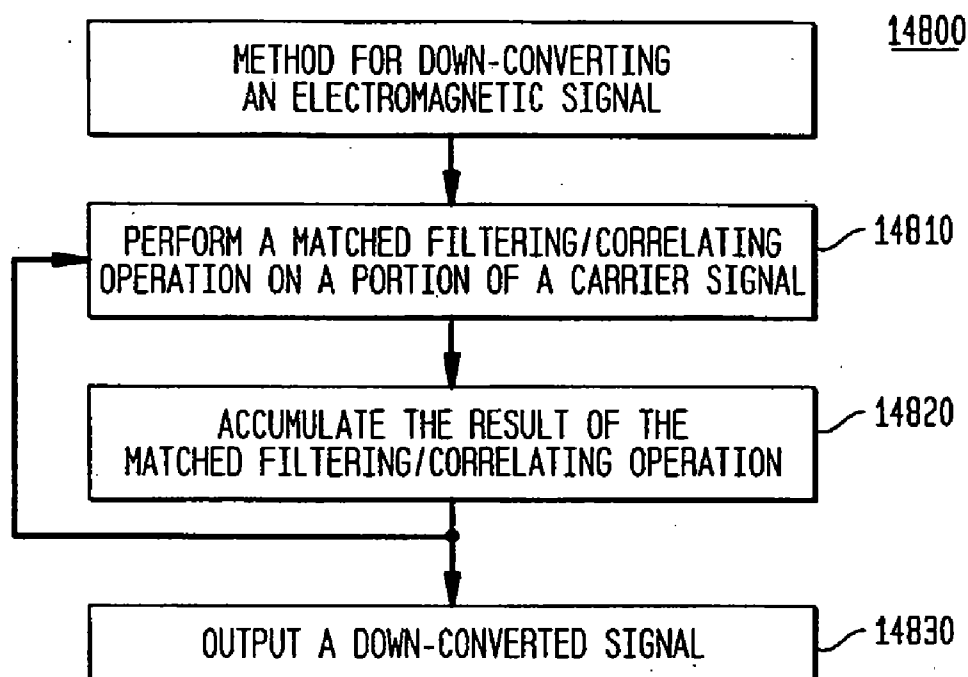 14800
METHOD FOR DOWN-CONVERTING
AN ELECTROMAGNETIC SIGNAL
PERFORM A MATCHED FILTERING/CORRELATING
OPERATION ON A PORTION OF A CARRIER SIGNAL
14810
ACCUMULATE THE RESULT OF THE
MATCHED FILTERING/CORRELATING OPERATION
14820
OUTPUT A DOWN-CONVERTED SIGNAL
14830